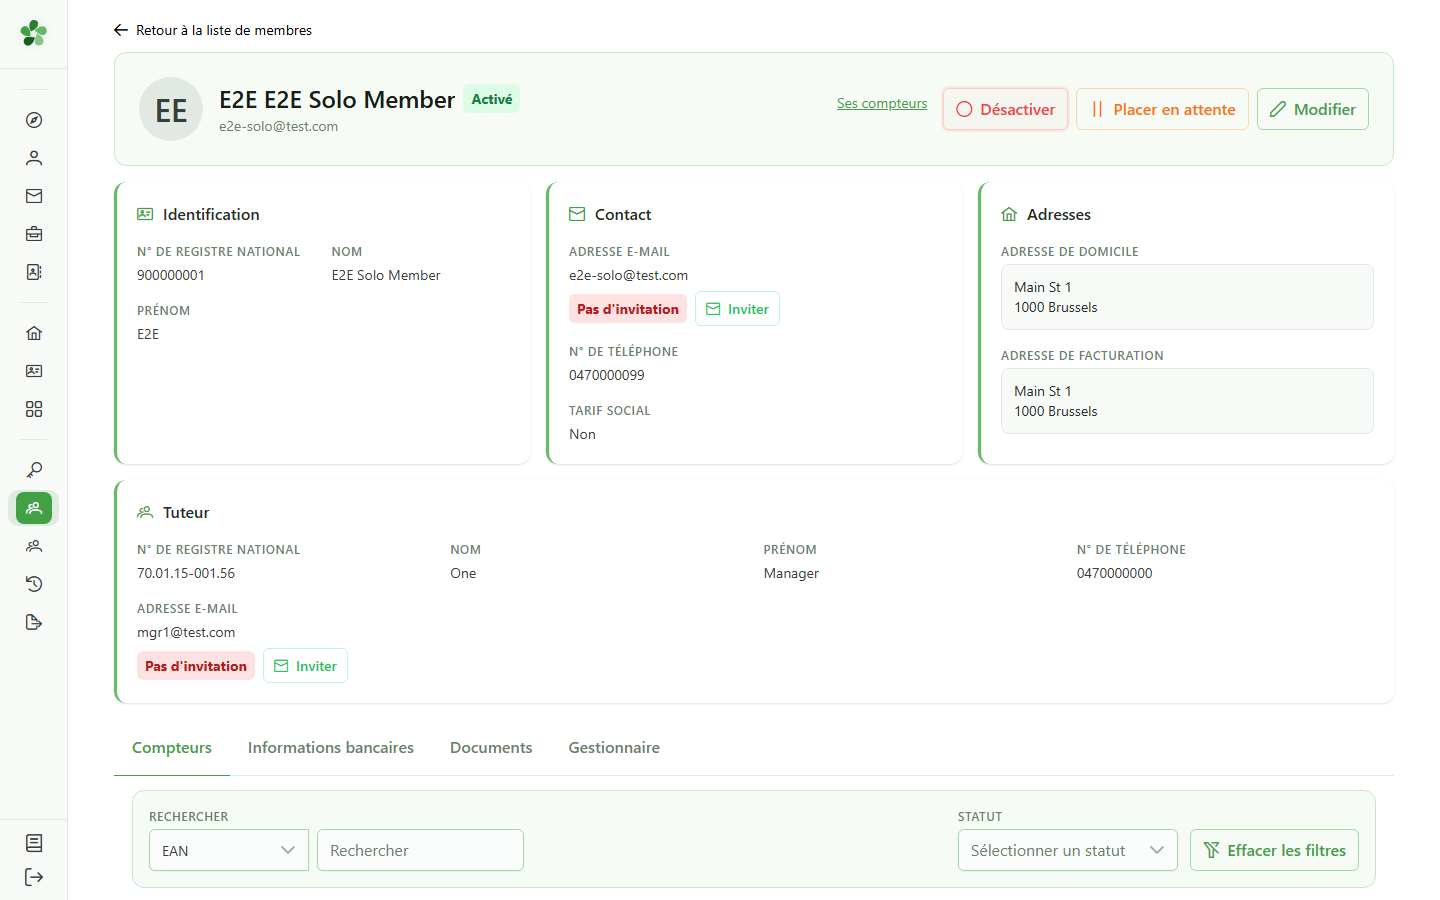 Retour à la liste de membres
EE
E2E E2E Solo Member
Activé
e2e-solo@test.com
Ses compteurs
Désactiver
Placer en attente
Modifier
Identification
N° DE REGISTRE NATIONAL
900000001
NOM
E2E Solo Member
PRÉNOM
E2E
Contact
ADRESSE E-MAIL
e2e-solo@test.com
Pas d'invitation
Inviter
N° DE TÉLÉPHONE
0470000099
TARIF SOCIAL
Non
Adresses
ADRESSE DE DOMICILE
Main St 1
1000 Brussels
ADRESSE DE FACTURATION
Main St 1
1000 Brussels
Tuteur
N° DE REGISTRE NATIONAL
70.01.15-001.56
NOM
One
PRÉNOM
Manager
N° DE TÉLÉPHONE
0470000000
ADRESSE E-MAIL
mgr1@test.com
Pas d'invitation
Inviter
Compteurs
Informations bancaires
Documents
Gestionnaire
RECHERCHER
EAN
Rechercher
STATUT
Sélectionner un statut
Effacer les filtres